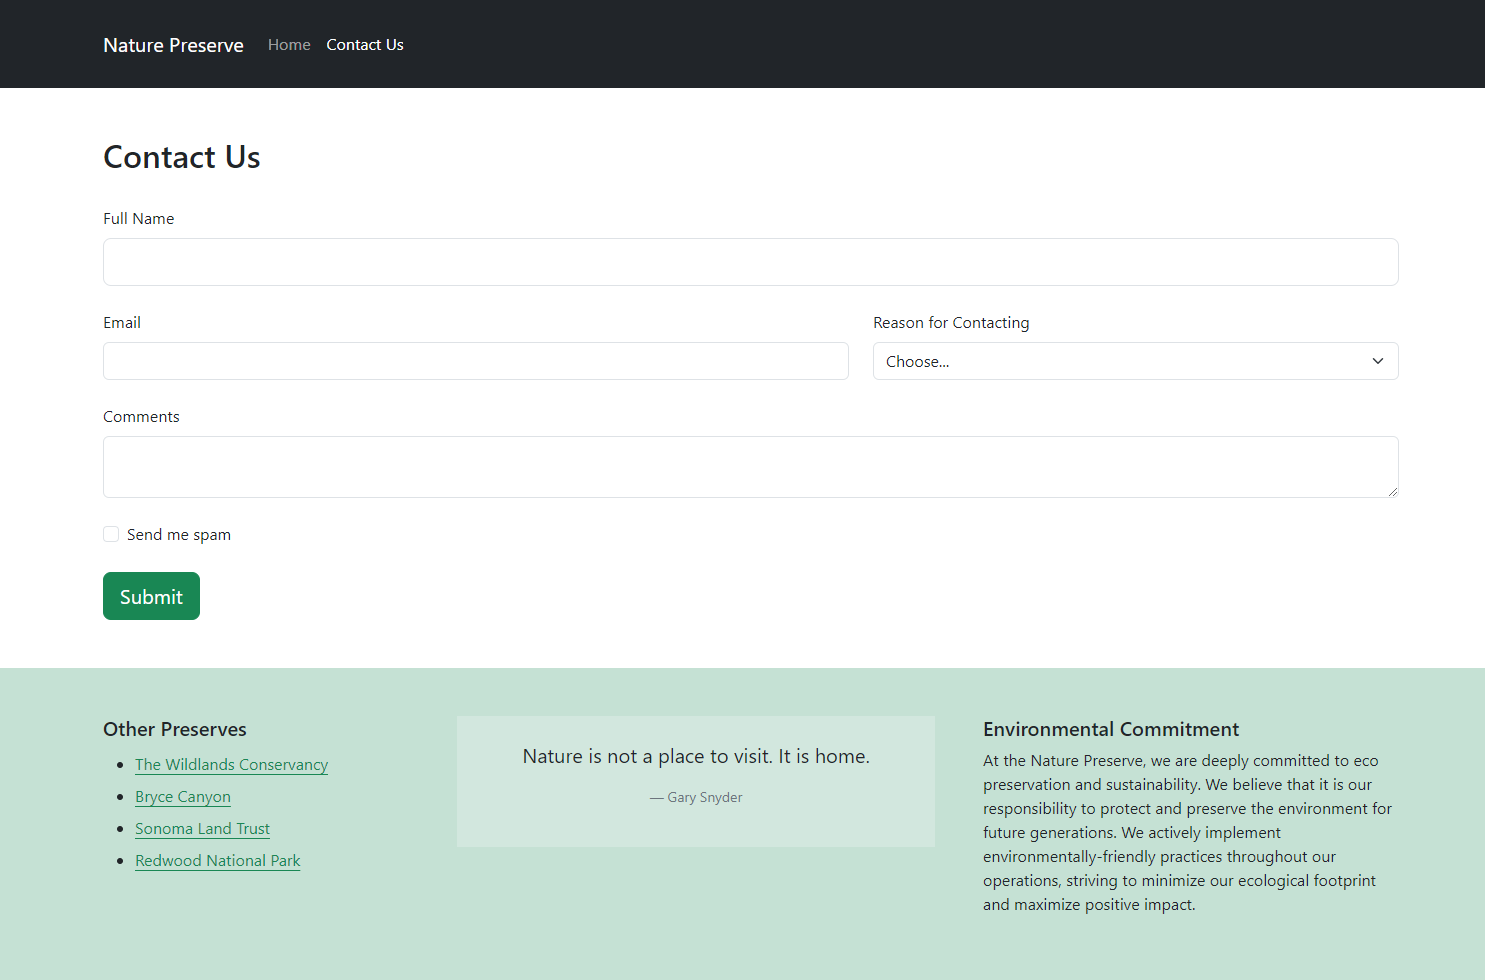 Nature Preserve Home Contact Us
Contact Us
Full Name
Email
Reason for Contacting
Choose...
Comments
Send me spam
Submit
Other Preserves
The Wildlands Conservancy
Bryce Canyon
Sonoma Land Trust
Redwood National Park
Nature is not a place to visit. It is home.
— Gary Snyder
Environmental Commitment
At the Nature Preserve, we are deeply committed to eco
preservation and sustainability. We believe that it is our
responsibility to protect and preserve the environment for
future generations. We actively implement
environmentally-friendly practices throughout our
operations, striving to minimize our ecological footprint
and maximize positive impact.